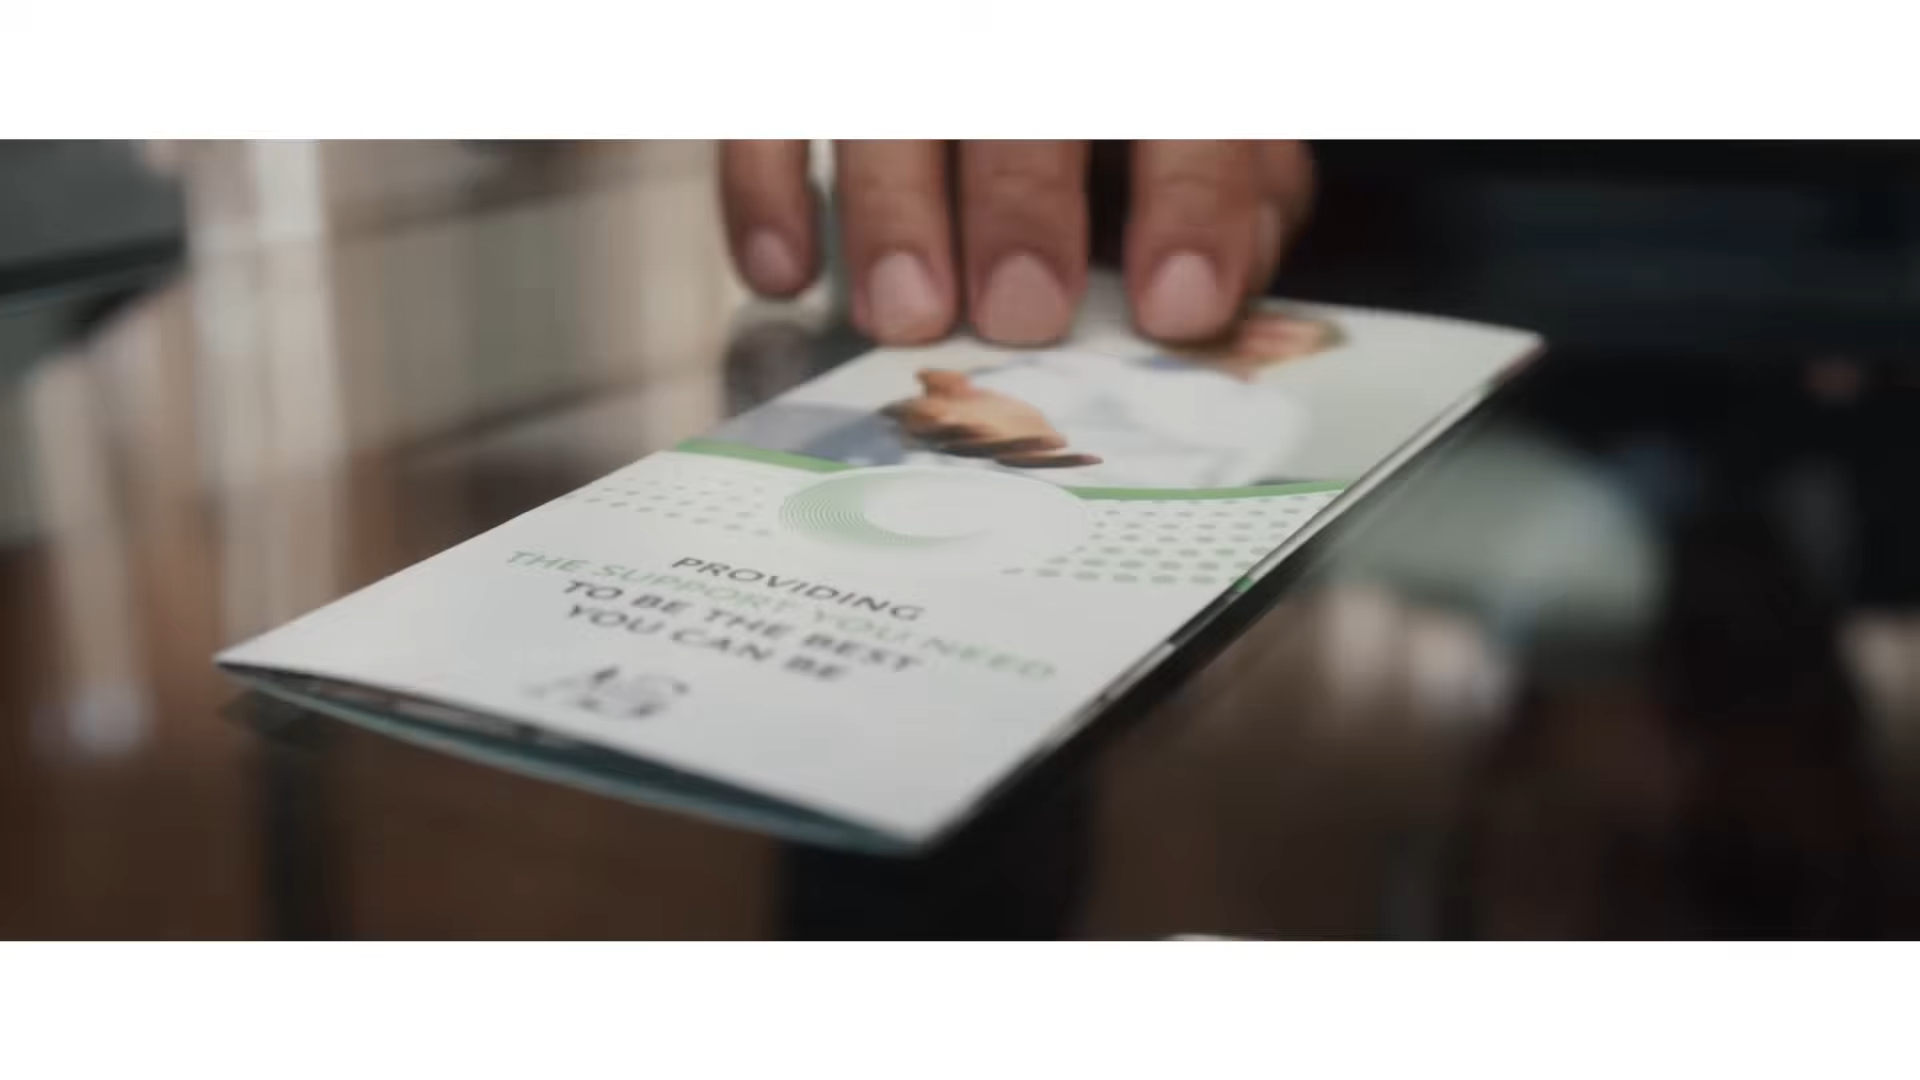 PROVIDING
THE SUPPORT YOU NEED
TO BE THE BEST
YOU CAN BE